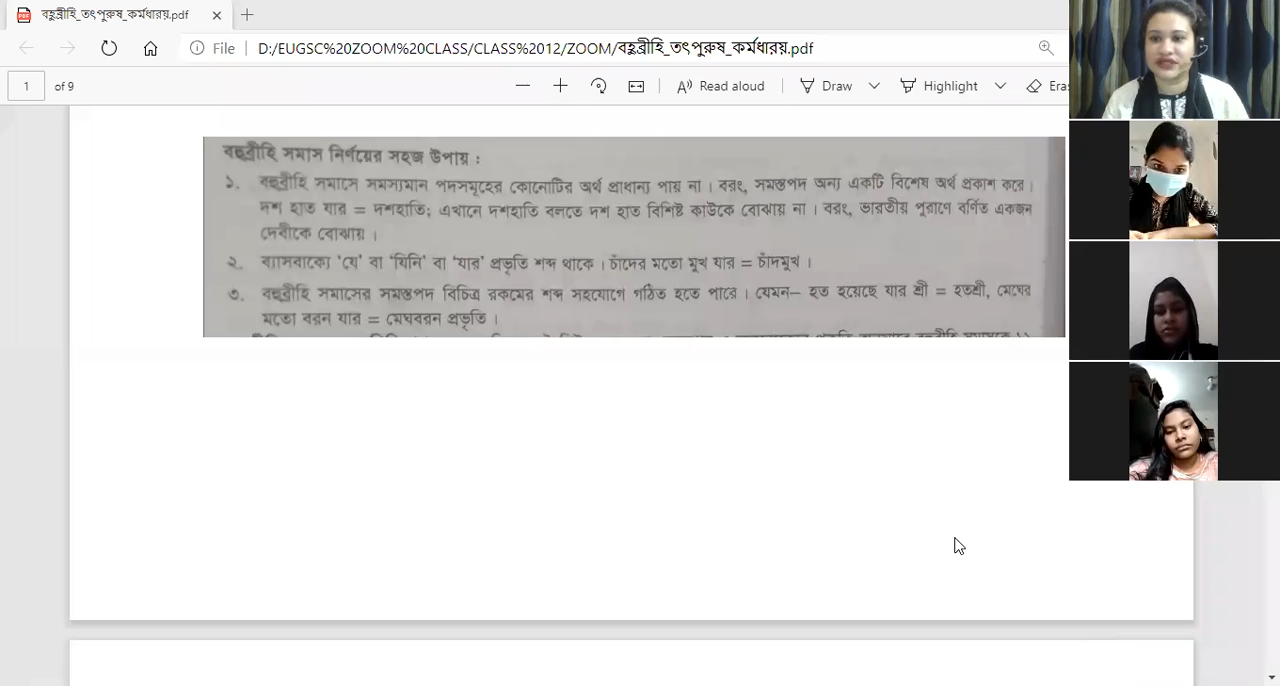 বহুব্রীহি_তৎপুরুষ_কর্মধারয়.pdf
File D:/EUGSC%20ZOOM%20CLASS/CLASS%2012/ZOOM/বহুব্রীহি_তৎপুরুষ_কর্মধারয়.pdf
1 of 9 Read aloud Draw Highlight
বহুব্রীহি সমাস নির্ণয়ের সহজ উপায় :
১. বহুব্রীহি সমাসে সমস্যমান পদসমূহের কোনোটির অর্থ প্রাধান্য পায় না। বরং, সমস্তপদ অন্য একটি বিশেষ অর্থ প্রকাশ করে।
দশ হাত যার = দশহাতি; এখানে দশহাতি বলতে দশ হাত বিশিষ্ট কাউকে বোঝায় না। বরং, ভারতীয় পুরাণে বর্ণিত একজন
দেবীকে বোঝায়।
২. ব্যাসবাক্যে ‘যে’ বা ‘যিনি’ বা ‘যার’ প্রভৃতি শব্দ থাকে। চাঁদের মতো মুখ যার = চাঁদমুখ।
৩. বহুব্রীহি সমাসের সমস্তপদ বিচিত্র রকমের শব্দ সহযোগে গঠিত হতে পারে। যেমন– হত হয়েছে যার শ্রী = হতশ্রী, মেঘের
মতো বরন যার = মেঘবরন প্রভৃতি।